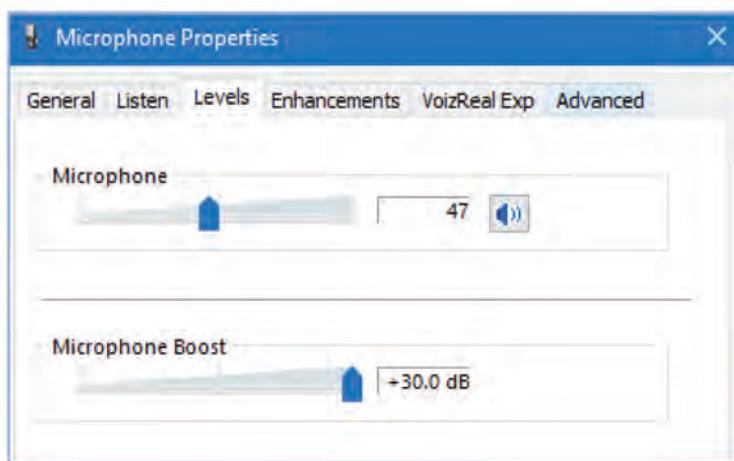 Microphone Properties
General Listen Levels Enhancements VoizReal Exp Advanced
Microphone
47
Microphone Boost
+30.0 dB